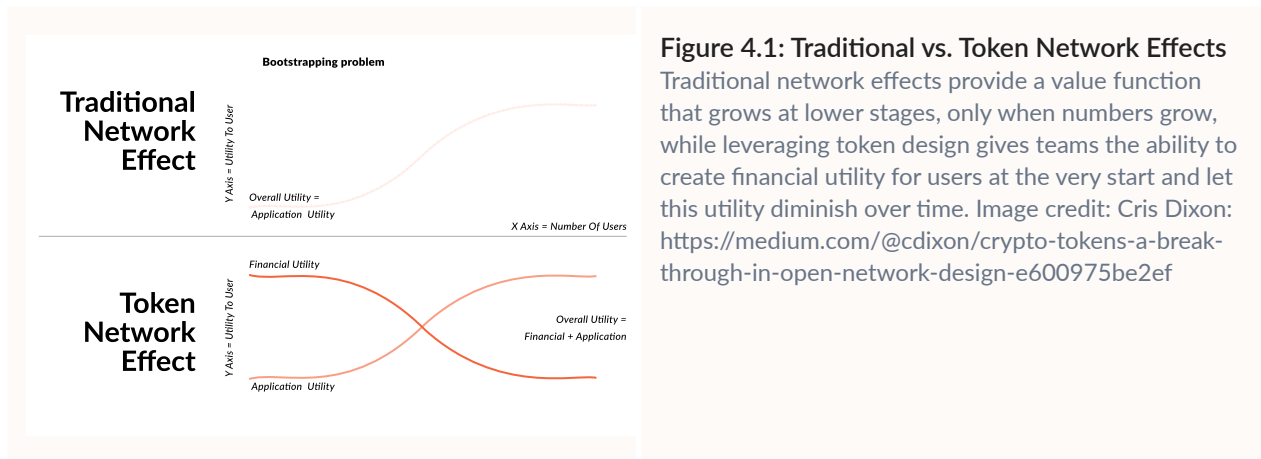 Bootstrapping problem
Traditional
Network
Effect
Y Axis = Utility To User
Overall Utility =
Application Utility
X Axis = Number Of Users
Financial Utility
Token
Network
Effect
Y Axis = Utility To User
Overall Utility =
Financial + Application
Application Utility
Figure 4.1: Traditional vs. Token Network Effects
Traditional network effects provide a value function
that grows at lower stages, only when numbers grow,
while leveraging token design gives teams the ability to
create financial utility for users at the very start and let
this utility diminish over time. Image credit: Cris Dixon:
https://medium.com/@cdixon/crypto-tokens-a-break-
through-in-open-network-design-e600975be2ef